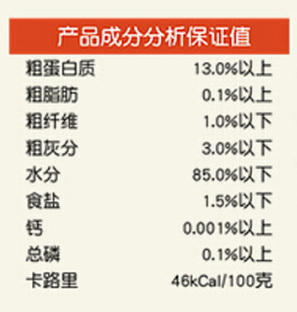 产品成分分析保证值
粗蛋白质 13.0%以上
粗脂肪 0.1%以上
粗纤维 1.0%以下
粗灰分 3.0%以下
水分 85.0%以下
食盐 1.5%以下
钙 0.001%以上
总磷 0.1%以上
卡路里 46kCal/100克